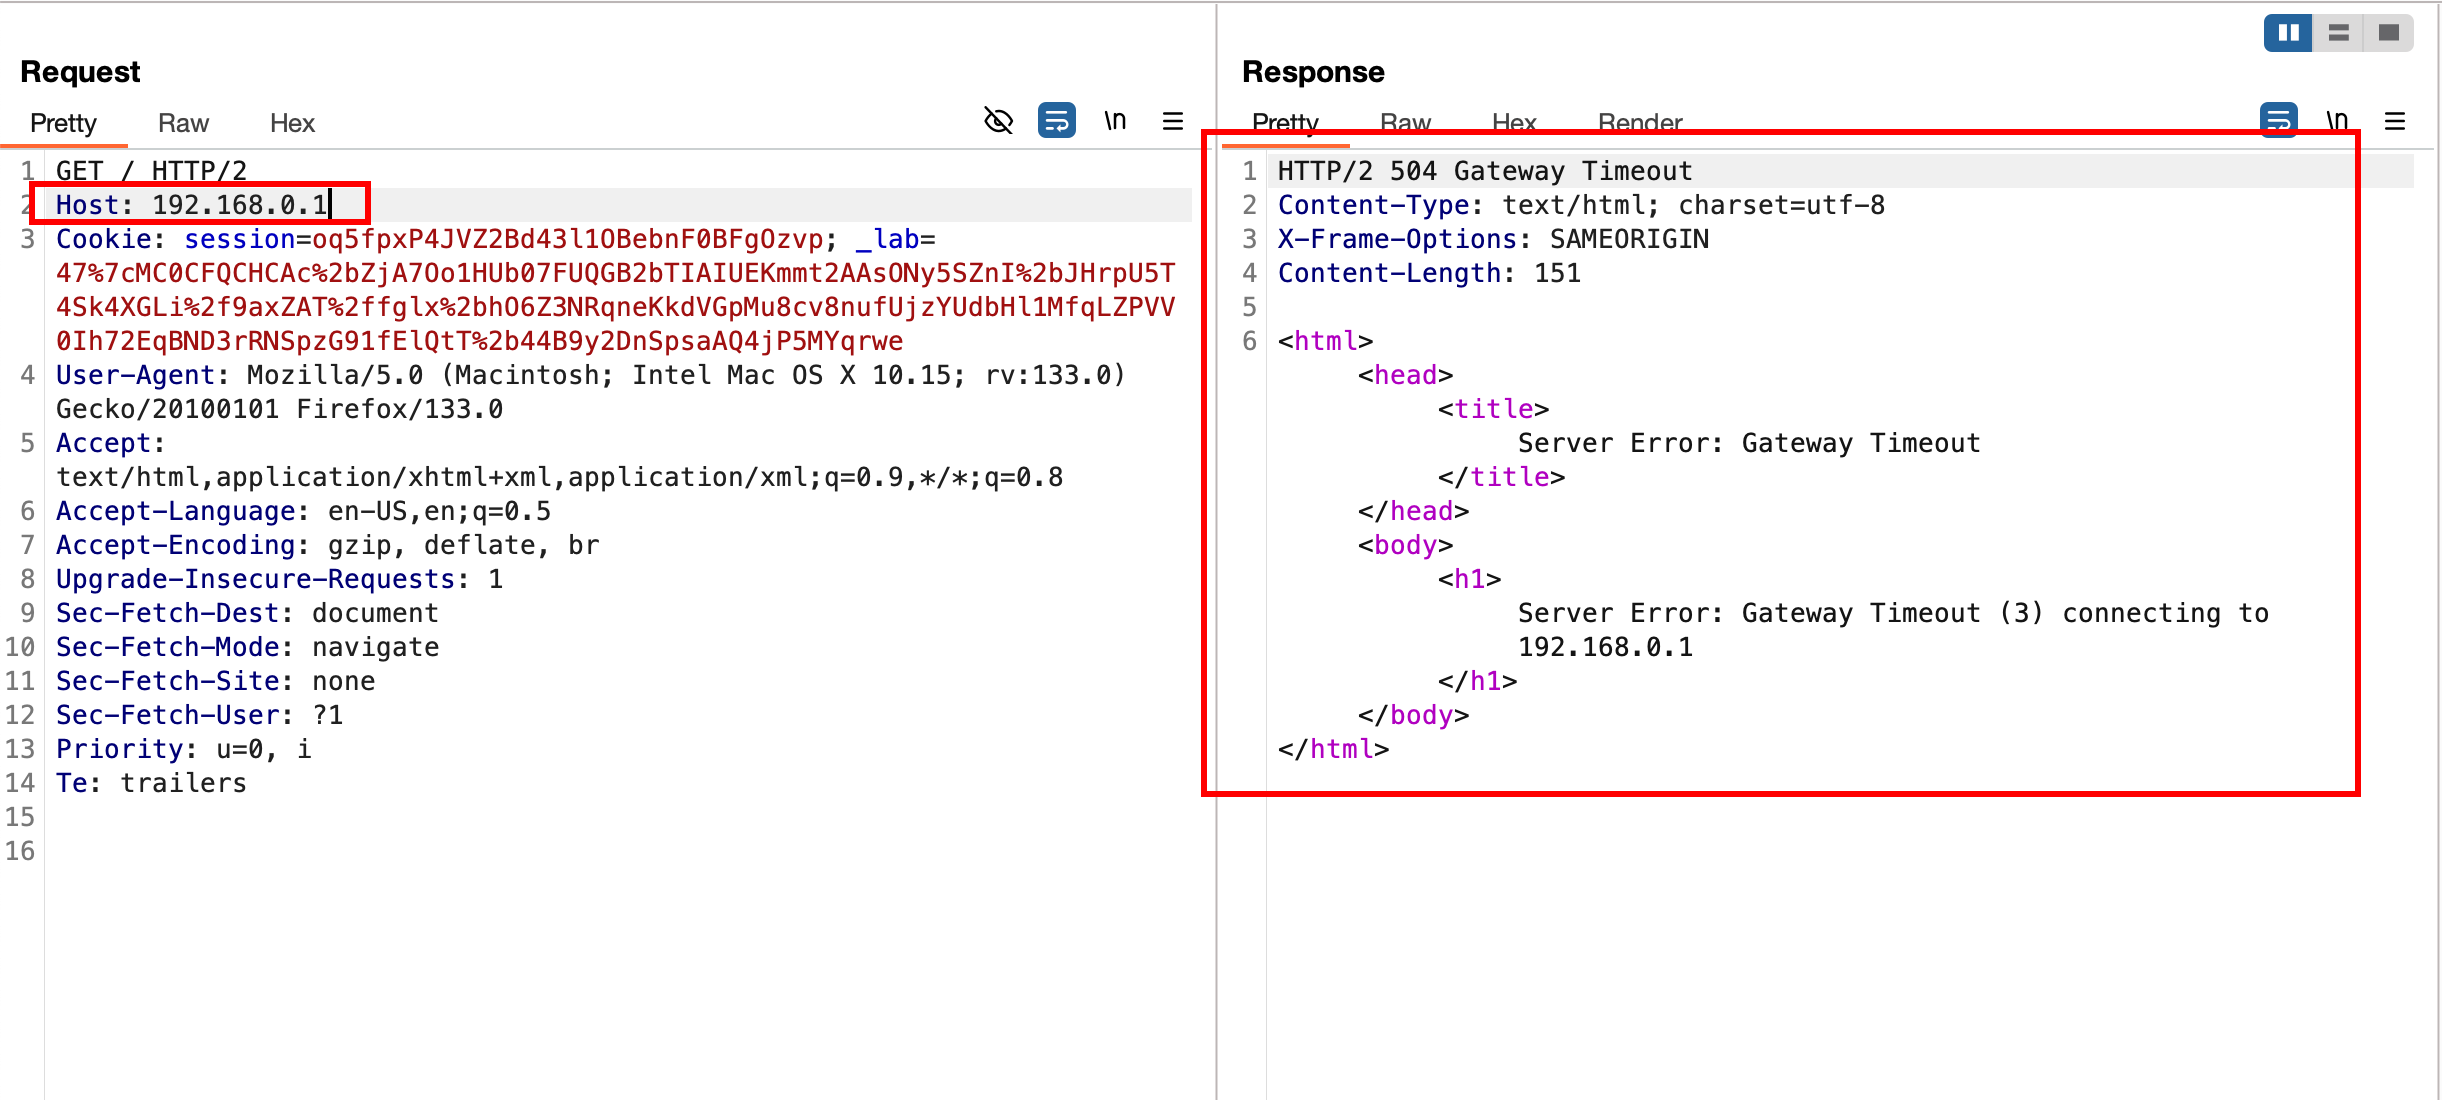 Request
Pretty Raw Hex \n
1 GET / HTTP/2
2 Host: 192.168.0.1
3 Cookie: session=oq5fpxP4JVZ2Bd43l1OBebnF0BFgOzvp; _lab=
47%7cMC0CFQCHCAc%2bZjA7Oo1HUb07FUQGB2bTIAIUEKmmt2AAsONy5SZnI%2bJHrpU5T
4Sk4XGLi%2f9axZAT%2ffglx%2bhO6Z3NRqneKkdVGpMu8cv8nufUjzYUdbHl1MfqLZPVV
0Ih72EqBND3rRNSpzG91fElQtT%2b44B9y2DnSpsaAQ4jP5MYqrwe
4 User-Agent: Mozilla/5.0 (Macintosh; Intel Mac OS X 10.15; rv:133.0)
Gecko/20100101 Firefox/133.0
5 Accept:
text/html,application/xhtml+xml,application/xml;q=0.9,*/*;q=0.8
6 Accept-Language: en-US,en;q=0.5
7 Accept-Encoding: gzip, deflate, br
8 Upgrade-Insecure-Requests: 1
9 Sec-Fetch-Dest: document
10 Sec-Fetch-Mode: navigate
11 Sec-Fetch-Site: none
12 Sec-Fetch-User: ?1
13 Priority: u=0, i
14 Te: trailers
15
16
Response
Pretty Raw Hex Render \n
1 HTTP/2 504 Gateway Timeout
2 Content-Type: text/html; charset=utf-8
3 X-Frame-Options: SAMEORIGIN
4 Content-Length: 151
5
6 <html>
<head>
<title>
Server Error: Gateway Timeout
</title>
</head>
<body>
<h1>
Server Error: Gateway Timeout (3) connecting to
192.168.0.1
</h1>
</body>
</html>